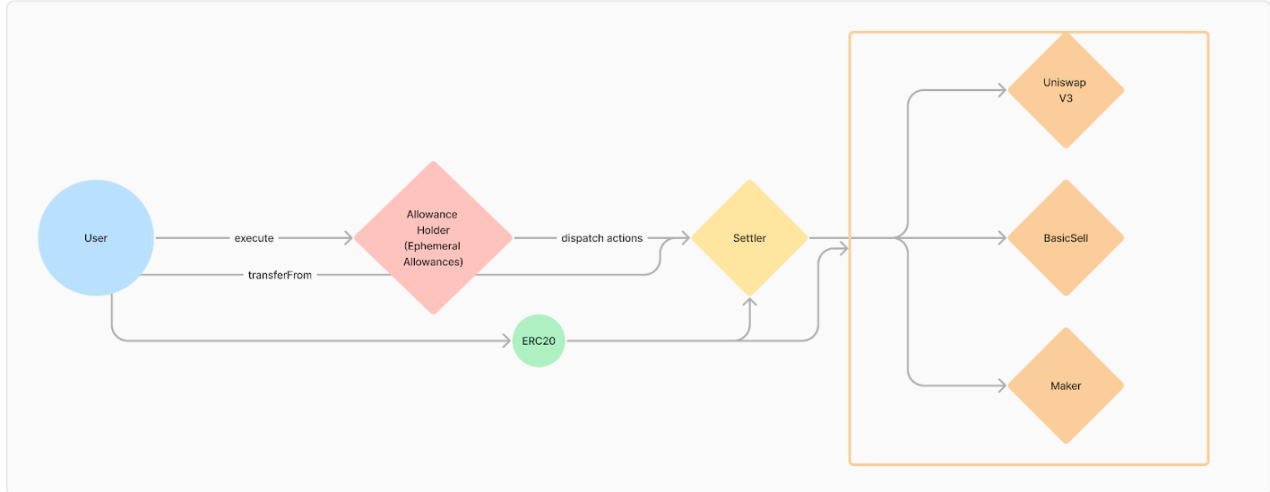 Uniswap
V3
User
execute
Allowance
Holder
(Ephemeral
Allowances)
dispatch actions
Settler
BasicSell
transferFrom
ERC20
Maker